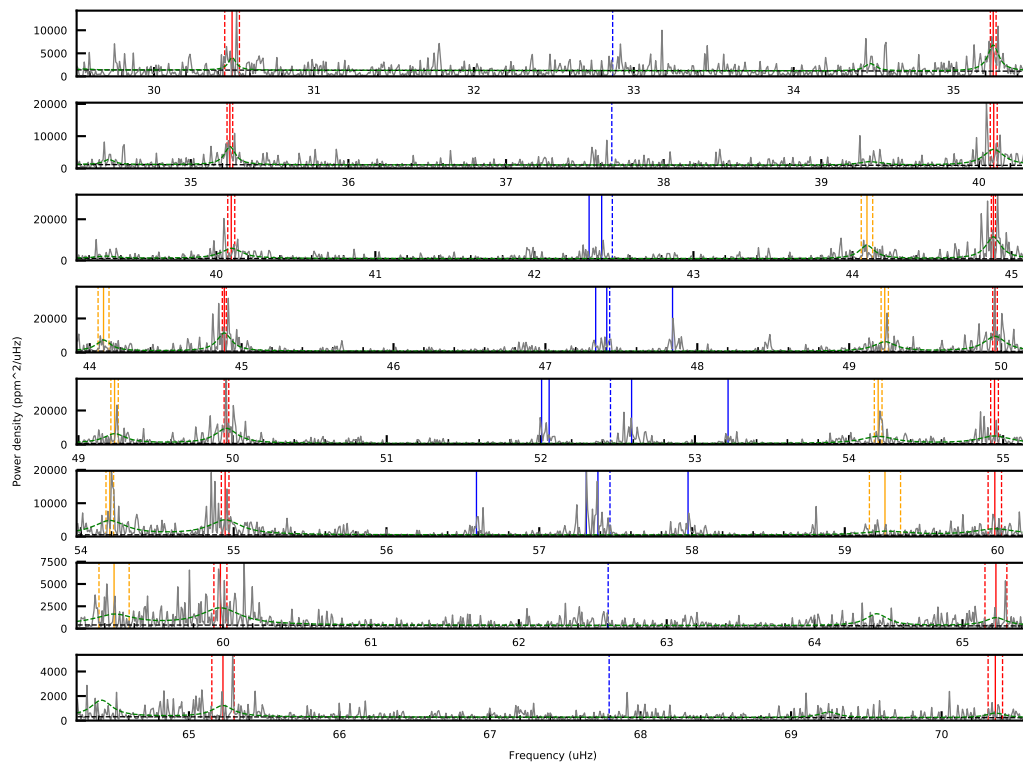 10000
5000
0
30 31 32 33 34 35
20000
10000
0
35 36 37 38 39 40
20000
0
40 41 42 43 44 45
20000
0
44 45 46 47 48 49 50
20000
0
49 50 51 52 53 54 55
20000
10000
0
54 55 56 57 58 59 60
7500
5000
2500
0
60 61 62 63 64 65
4000
2000
0
65 66 67 68 69 70
Power density (ppm^2/uHz)
Frequency (uHz)